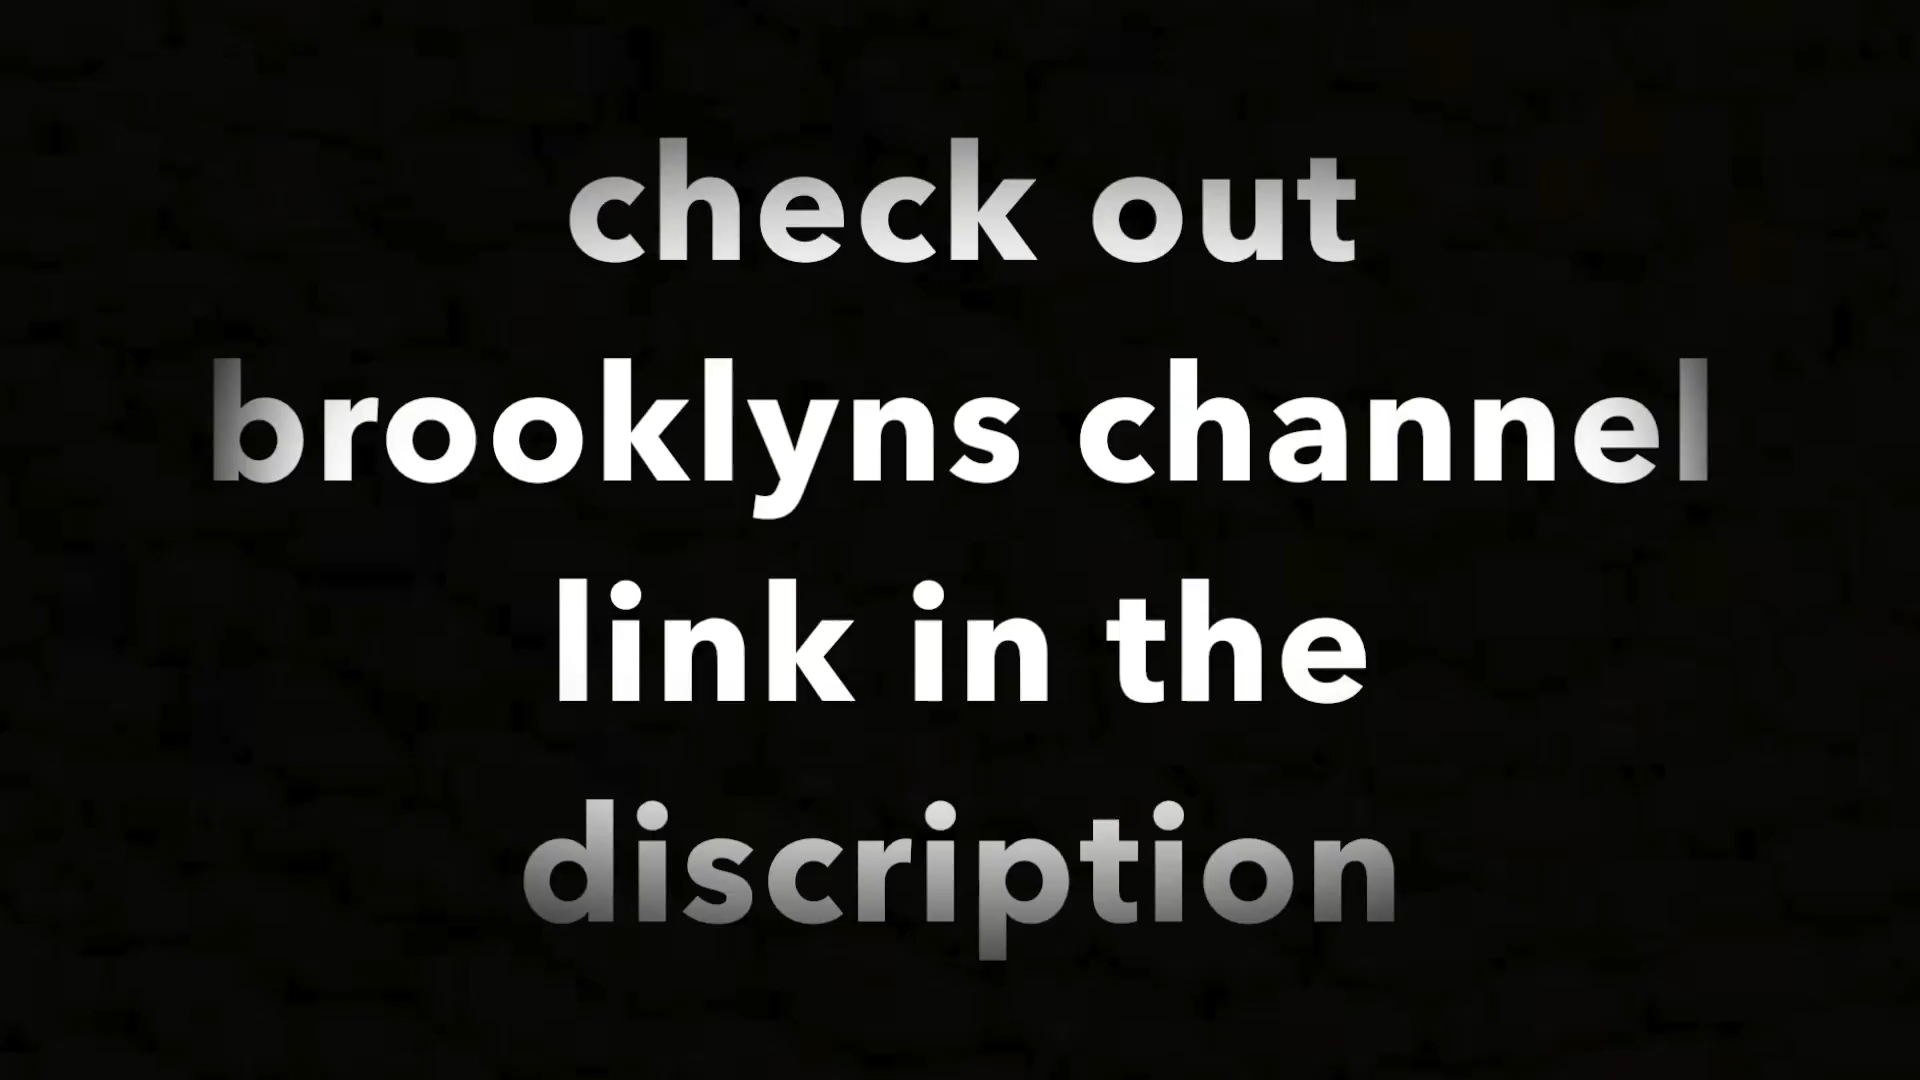 check out
brooklyns channel
link in the
discription